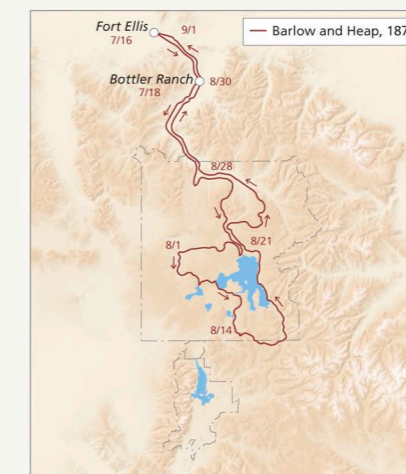 Fort Ellis
7/16
9/1
Barlow and Heap, 187
Bottler Ranch
7/18
8/30
8/28
8/1
8/21
8/14